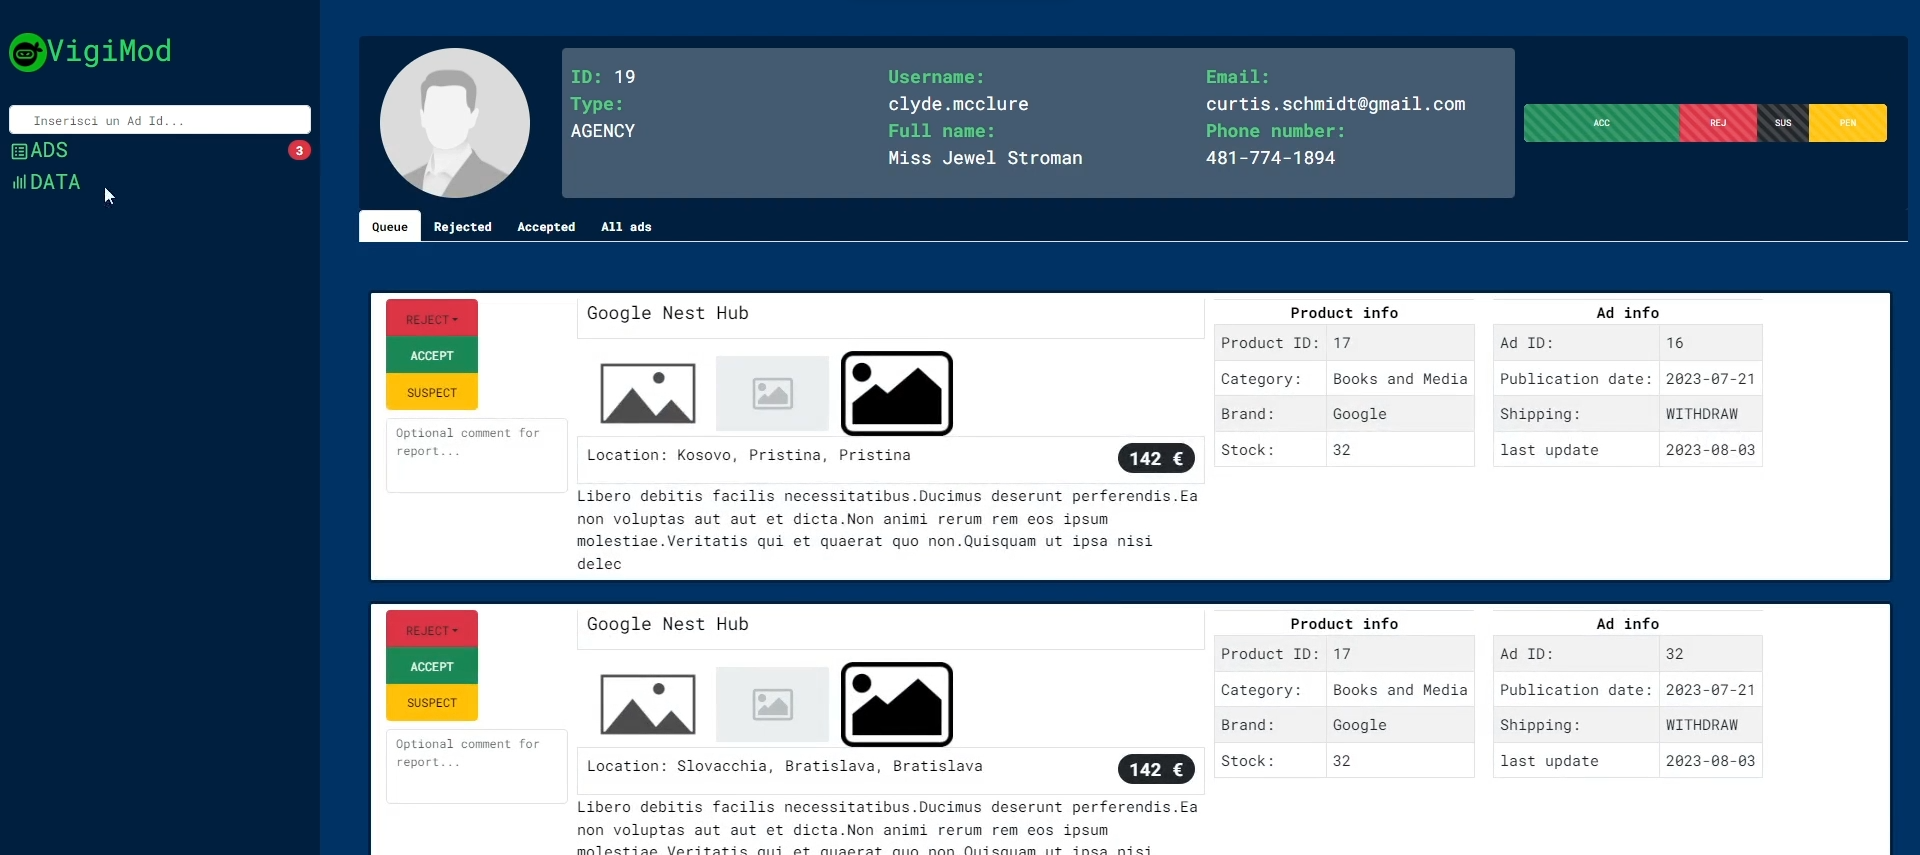 VigiMod
Inserisci un Ad Id...
ADS 3
DATA
ID: 19
Type:
AGENCY
Username:
clyde.mcclure
Full name:
Miss Jewel Stroman
Email:
curtis.schmidt@gmail.com
Phone number:
481-774-1894
ACC REJ SUS PEN
Queue Rejected Accepted All ads
REJECT
ACCEPT
SUSPECT
Optional comment for
report...
Google Nest Hub
Location: Kosovo, Pristina, Pristina 142 €
Libero debitis facilis necessitatibus.Ducimus deserunt perferendis.Ea
non voluptas aut aut et dicta.Non animi rerum rem eos ipsum
molestiae.Veritatis qui et quaerat quo non.Quisquam ut ipsa nisi
delec
Product info
Product ID: 17
Category: Books and Media
Brand: Google
Stock: 32
Ad info
Ad ID: 16
Publication date: 2023-07-21
Shipping: WITHDRAW
last update 2023-08-03
REJECT
ACCEPT
SUSPECT
Optional comment for
report...
Google Nest Hub
Location: Slovacchia, Bratislava, Bratislava 142 €
Libero debitis facilis necessitatibus.Ducimus deserunt perferendis.Ea
non voluptas aut aut et dicta.Non animi rerum rem eos ipsum
molestiae.Veritatis qui et quaerat quo non.Quisquam ut ipsa nisi
Product info
Product ID: 17
Category: Books and Media
Brand: Google
Stock: 32
Ad info
Ad ID: 32
Publication date: 2023-07-21
Shipping: WITHDRAW
last update 2023-08-03